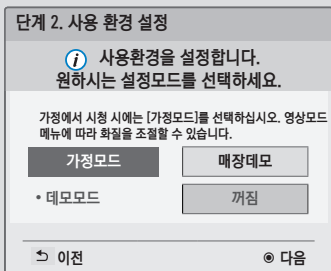 단계 2. 사용 환경 설정
i 사용환경을 설정합니다.
원하시는 설정모드를 선택하세요.
가정에서 시청 시에는 [가정모드]를 선택하십시오. 영상모드
메뉴에 따라 화질을 조절할 수 있습니다.
가정모드 매장데모
• 데모모드 꺼짐
이전 ◉ 다음